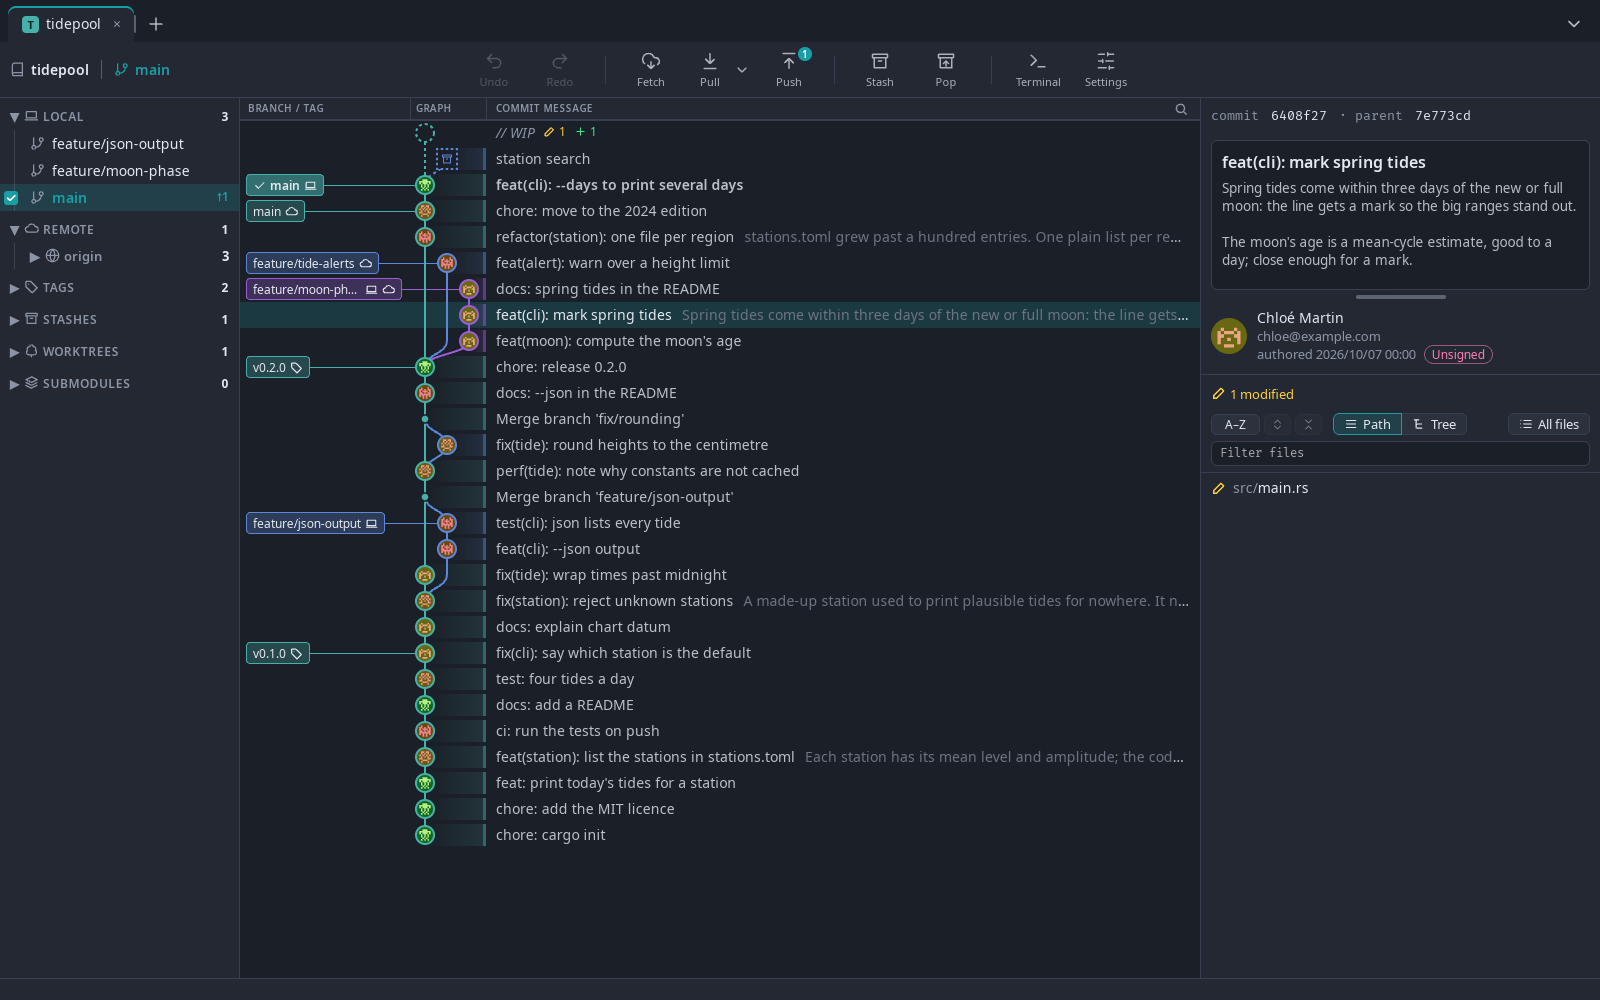 T tidepool ×
tidepool main
Undo Redo Fetch Pull Push 1 Stash Pop Terminal Settings
LOCAL 3
feature/json-output
feature/moon-phase
main ↑1
REMOTE 1
origin 3
TAGS 2
STASHES 1
WORKTREES 1
SUBMODULES 0
BRANCH / TAG GRAPH COMMIT MESSAGE
// WIP 1 + 1
station search
main feat(cli): --days to print several days
main chore: move to the 2024 edition
refactor(station): one file per region stations.toml grew past a hundred entries. One plain list per re...
feature/tide-alerts feat(alert): warn over a height limit
feature/moon-ph... docs: spring tides in the README
feat(cli): mark spring tides Spring tides come within three days of the new or full moon: the line gets...
feat(moon): compute the moon's age
v0.2.0 chore: release 0.2.0
docs: --json in the README
Merge branch 'fix/rounding'
fix(tide): round heights to the centimetre
perf(tide): note why constants are not cached
Merge branch 'feature/json-output'
feature/json-output test(cli): json lists every tide
feat(cli): --json output
fix(tide): wrap times past midnight
fix(station): reject unknown stations A made-up station used to print plausible tides for nowhere. It n...
docs: explain chart datum
v0.1.0 fix(cli): say which station is the default
test: four tides a day
docs: add a README
ci: run the tests on push
feat(station): list the stations in stations.toml Each station has its mean level and amplitude; the cod...
feat: print today's tides for a station
chore: add the MIT licence
chore: cargo init
commit 6408f27 · parent 7e773cd
feat(cli): mark spring tides
Spring tides come within three days of the new or full
moon: the line gets a mark so the big ranges stand out.
The moon's age is a mean-cycle estimate, good to a
day; close enough for a mark.
Chloé Martin
chloe@example.com
authored 2026/10/07 00:00 Unsigned
1 modified
A–Z Path Tree All files
Filter files
src/main.rs